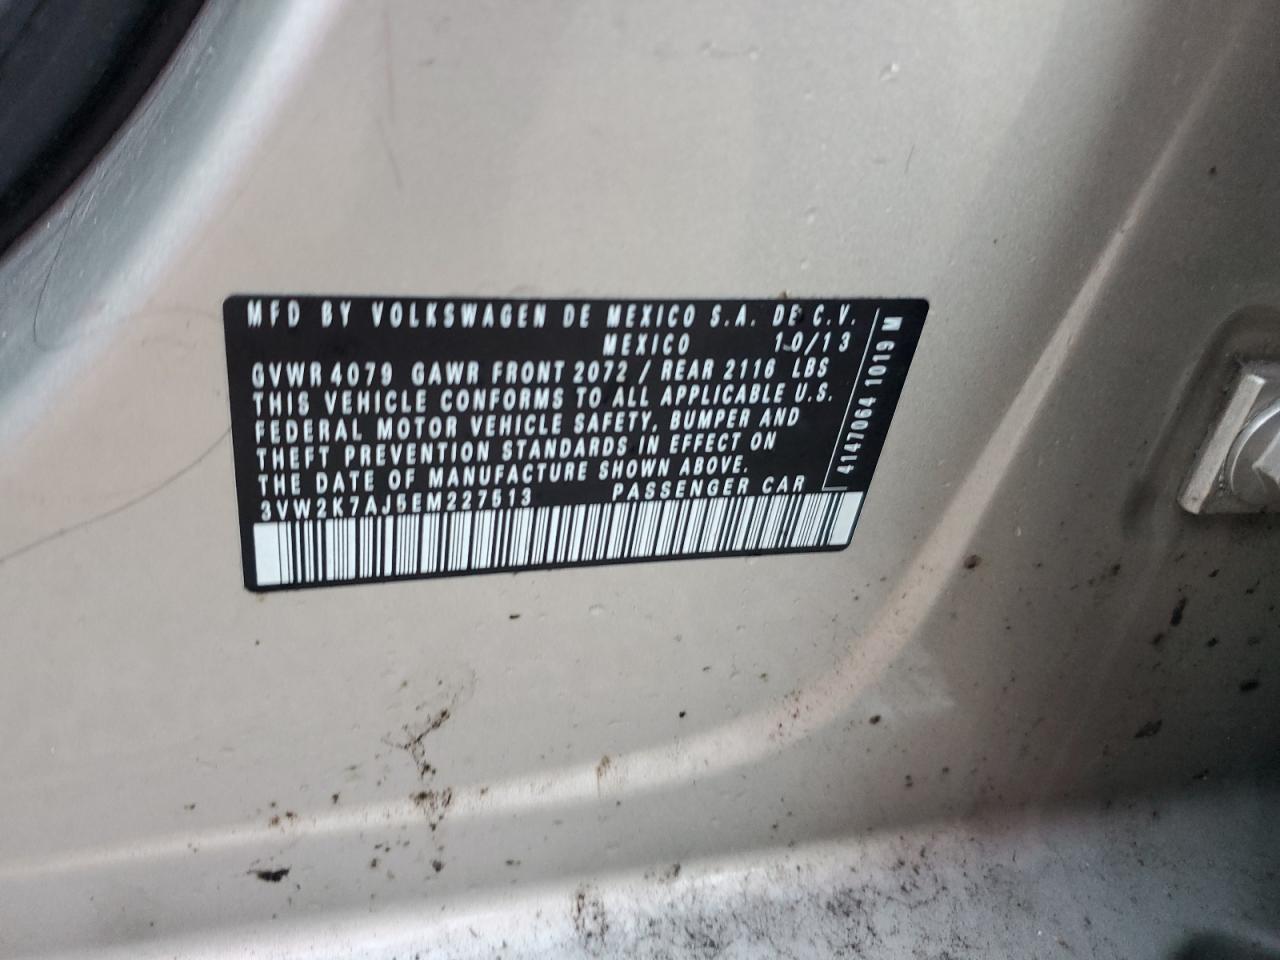 MFD BY VOLKSWAGEN DE MEXICO S.A. DE C.V.
MEXICO 10/13
GVWR 4079 GAWR FRONT 2072 / REAR 2116 LBS
THIS VEHICLE CONFORMS TO ALL APPLICABLE U.S.
FEDERAL MOTOR VEHICLE SAFETY, BUMPER AND
THEFT PREVENTION STANDARDS IN EFFECT ON
THE DATE OF MANUFACTURE SHOWN ABOVE.
3VW2K7AJ5EM227513 PASSENGER CAR
4147064 1019 M